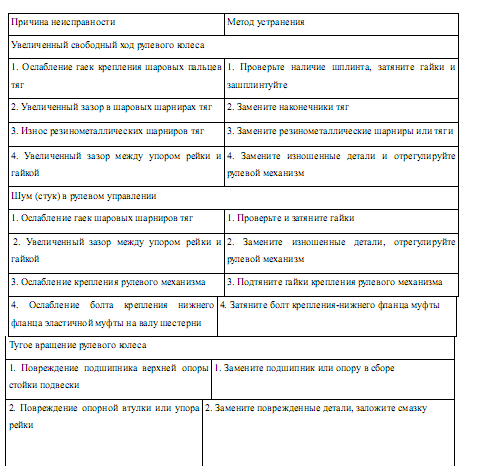 Причина неисправности Метод устранения
Увеличенный свободный ход рулевого колеса
1. Ослабление гаек крепления шаровых пальцев 1. Проверьте наличие шплинта, затяните гайки и
тяг зашплинтуйте
2. Увеличенный зазор в шаровых шарнирах тяг 2. Замените наконечники тяг
3. Износ резинометаллических шарниров тяг 3. Замените резинометаллические шарниры или тяги
4. Увеличенный зазор между упором рейки и 4. Замените изношенные детали и отрегулируйте
гайкой рулевой механизм
Шум (стук) в рулевом управлении
1. Ослабление гаек шаровых шарниров тяг 1. Проверьте и затяните гайки
2. Увеличенный зазор между упором рейки и 2. Замените изношенные детали, отрегулируйте
гайкой рулевой механизм
3. Ослабление крепления рулевого механизма 3. Подтяните гайки крепления рулевого механизма
4. Ослабление болта крепления нижнего 4. Затяните болт крепления-нижнего фланца муфты
фланца эластичной муфты на валу шестерни
Тугое вращение рулевого колеса
1. Повреждение подшипника верхней опоры 1. Замените подшипник или опору в сборе
стойки подвески
2. Повреждение опорной втулки или упора 2. Замените поврежденные детали, заложите смазку
рейки